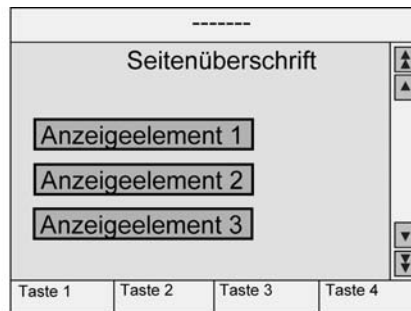 -------
Seitenüberschrift
Anzeigeelement 1
Anzeigeelement 2
Anzeigeelement 3
Taste 1 Taste 2 Taste 3 Taste 4